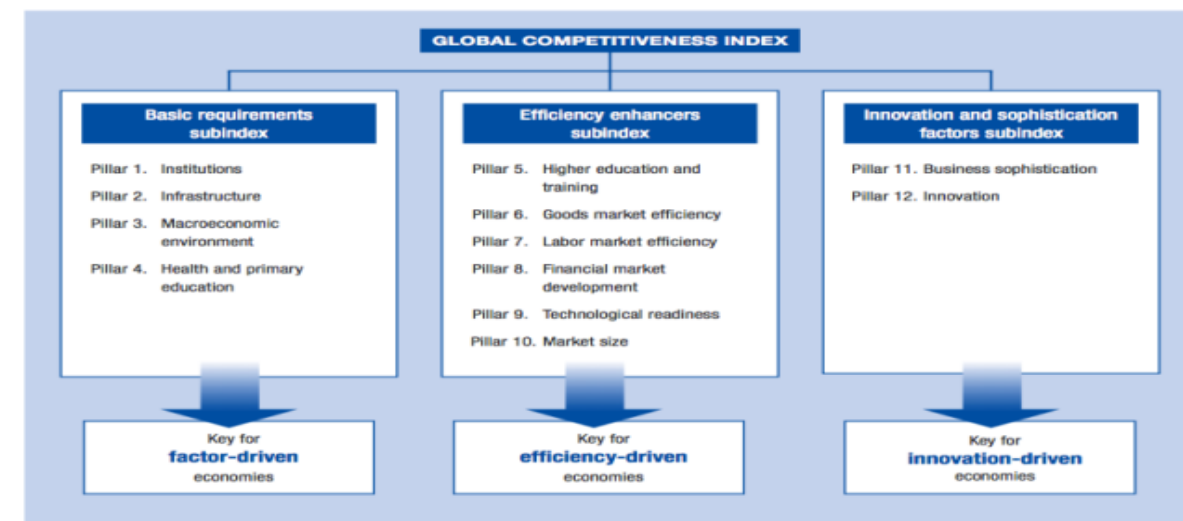 GLOBAL COMPETITIVENESS INDEX
Basic requirements
subindex
Pillar 1. Institutions
Pillar 2. Infrastructure
Pillar 3. Macroeconomic
environment
Pillar 4. Health and primary
education
Key for
factor-driven
economies
Efficiency enhancers
subindex
Pillar 5. Higher education and
training
Pillar 6. Goods market efficiency
Pillar 7. Labor market efficiency
Pillar 8. Financial market
development
Pillar 9. Technological readiness
Pillar 10. Market size
Key for
efficiency-driven
economies
Innovation and sophistication
factors subindex
Pillar 11. Business sophistication
Pillar 12. Innovation
Key for
innovation-driven
economies